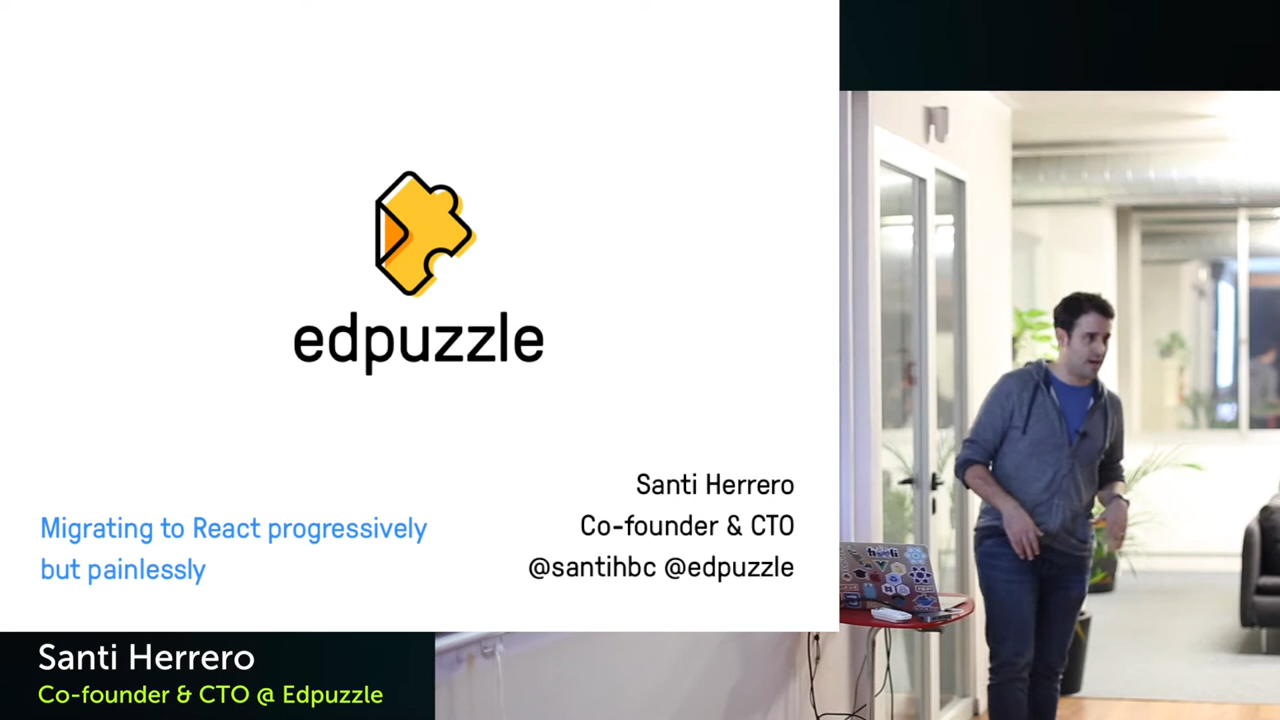 edpuzzle
Migrating to React progressively
but painlessly
Santi Herrero
Co-founder & CTO
@santihbc @edpuzzle
Santi Herrero
Co-founder & CTO @ Edpuzzle
hooli